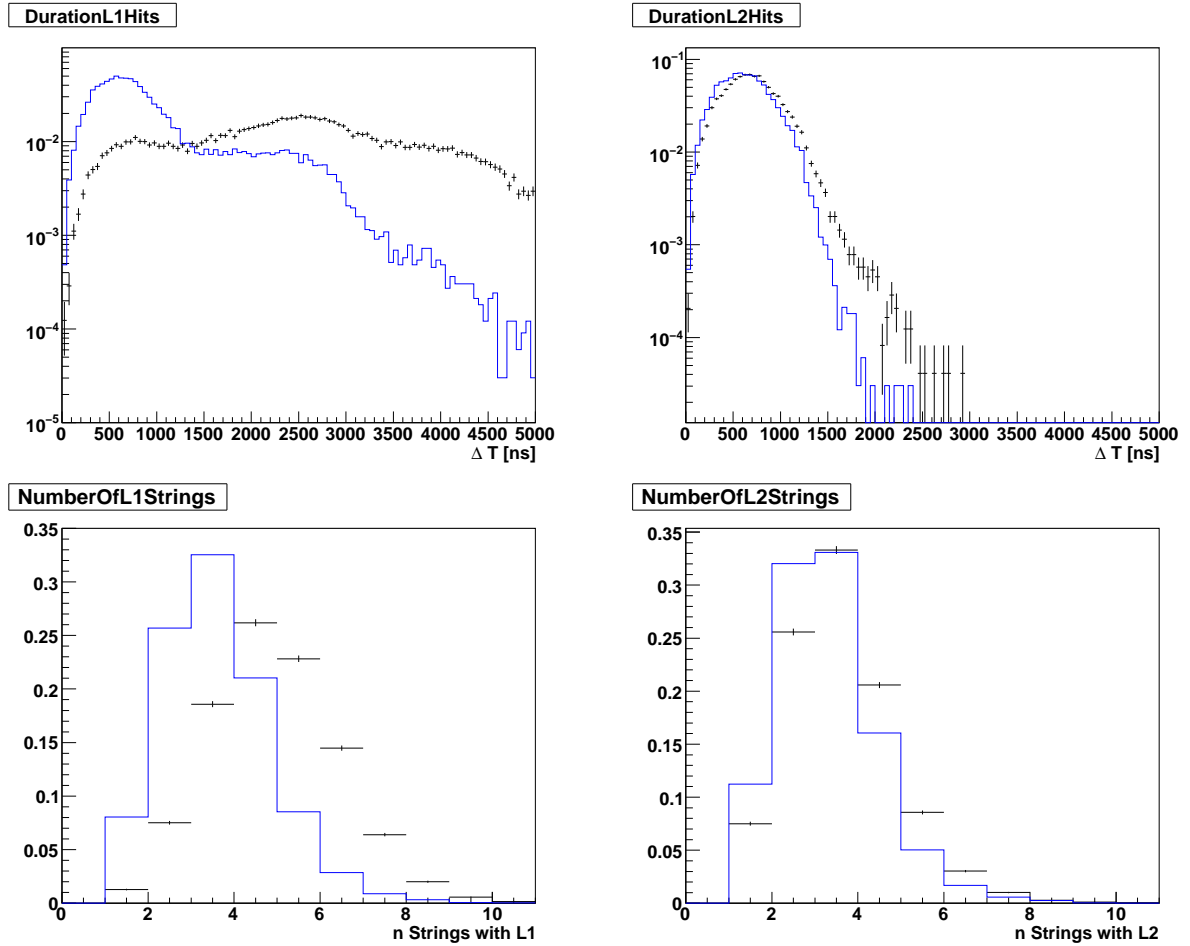 DurationL1Hits
10⁻²
10⁻³
10⁻⁴
10⁻⁵
0 500 1000 1500 2000 2500 3000 3500 4000 4500 5000
Δ T [ns]
DurationL2Hits
10⁻¹
10⁻²
10⁻³
10⁻⁴
0 500 1000 1500 2000 2500 3000 3500 4000 4500 5000
Δ T [ns]
NumberOfL1Strings
0.35
0.3
0.25
0.2
0.15
0.1
0.05
0
0 2 4 6 8 10
n Strings with L1
NumberOfL2Strings
0.35
0.3
0.25
0.2
0.15
0.1
0.05
0
0 2 4 6 8 10
n Strings with L2